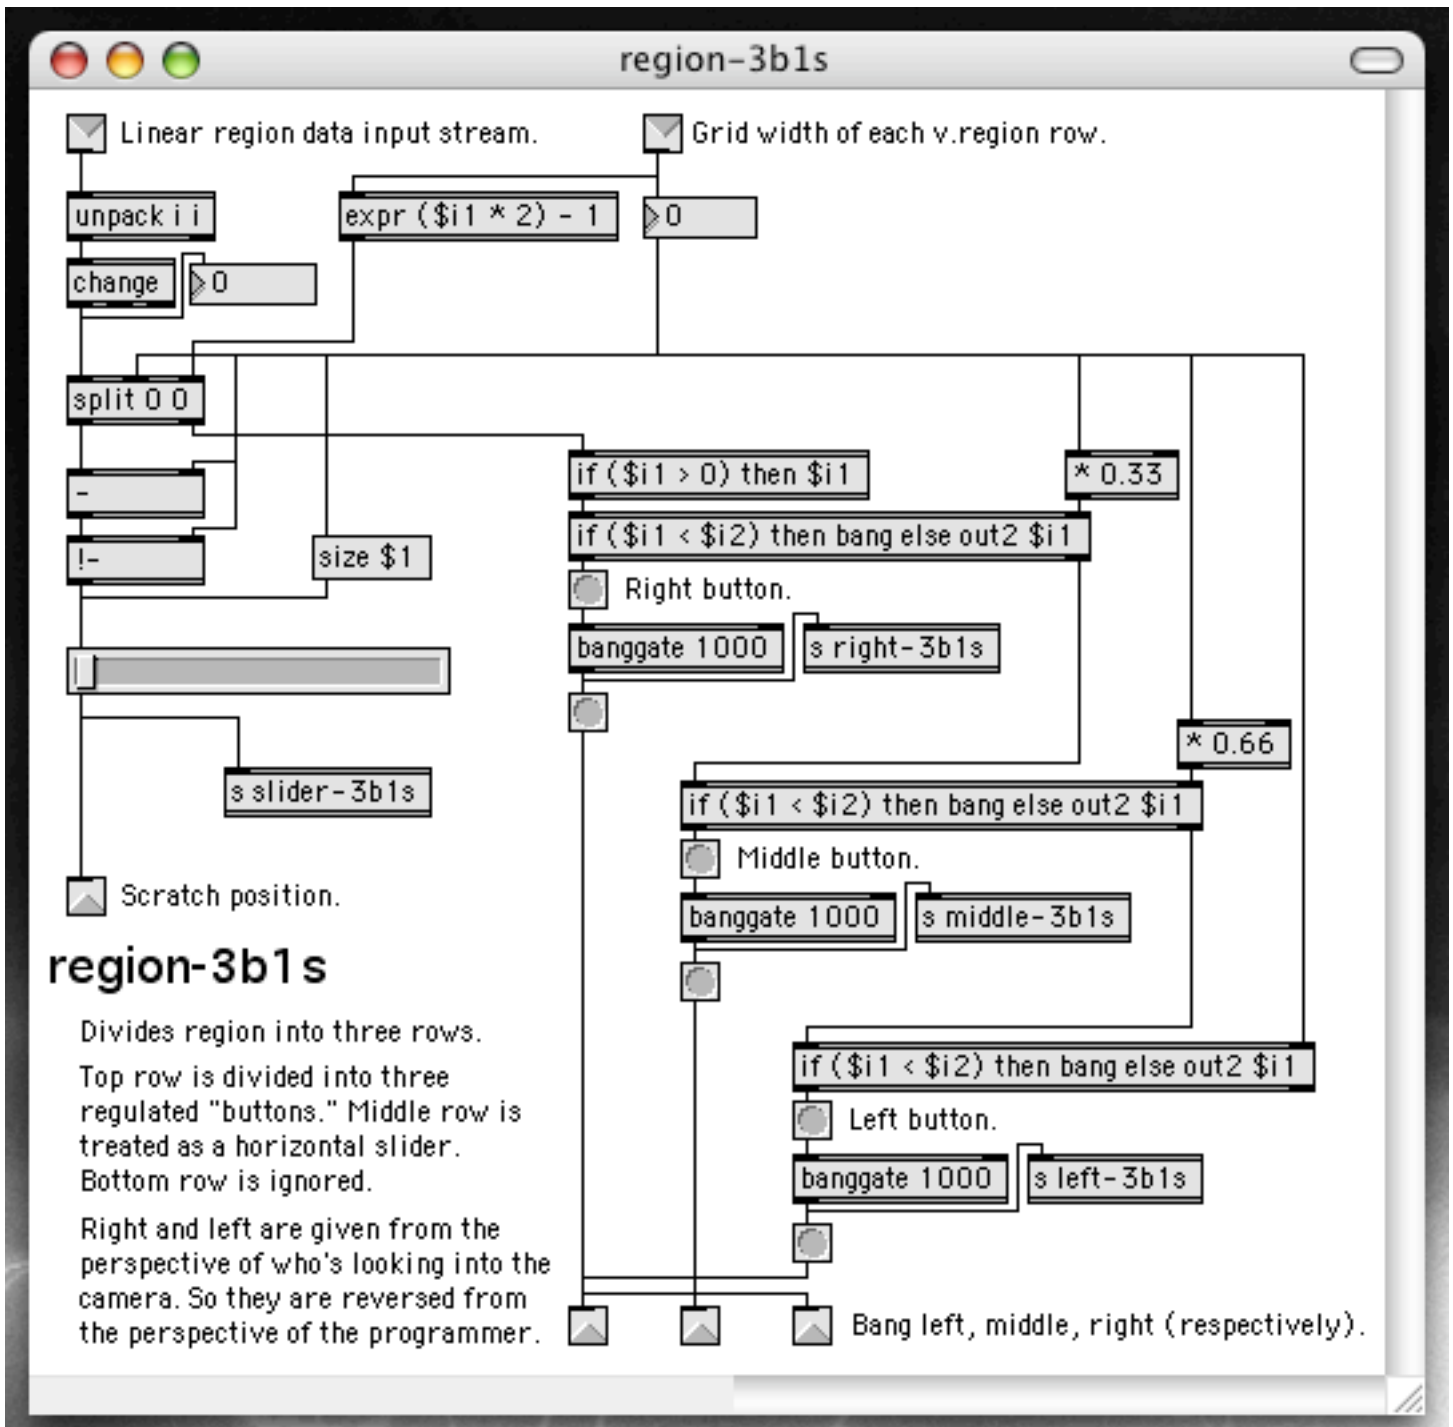 region-3b1s
Linear region data input stream.
Grid width of each v.region row.
unpack i i
expr ($i1 * 2) - 1
0
change
0
split 0 0
-
!-
size $1
if ($i1 > 0) then $i1
* 0.33
if ($i1 < $i2) then bang else out2 $i1
Right button.
banggate 1000
s right-3b1s
* 0.66
s slider-3b1s
if ($i1 < $i2) then bang else out2 $i1
Middle button.
banggate 1000
s middle-3b1s
Scratch position.
region-3b1s
Divides region into three rows.
Top row is divided into three
regulated "buttons." Middle row is
treated as a horizontal slider.
Bottom row is ignored.
Right and left are given from the
perspective of who's looking into the
camera. So they are reversed from
the perspective of the programmer.
if ($i1 < $i2) then bang else out2 $i1
Left button.
banggate 1000
s left-3b1s
Bang left, middle, right (respectively).